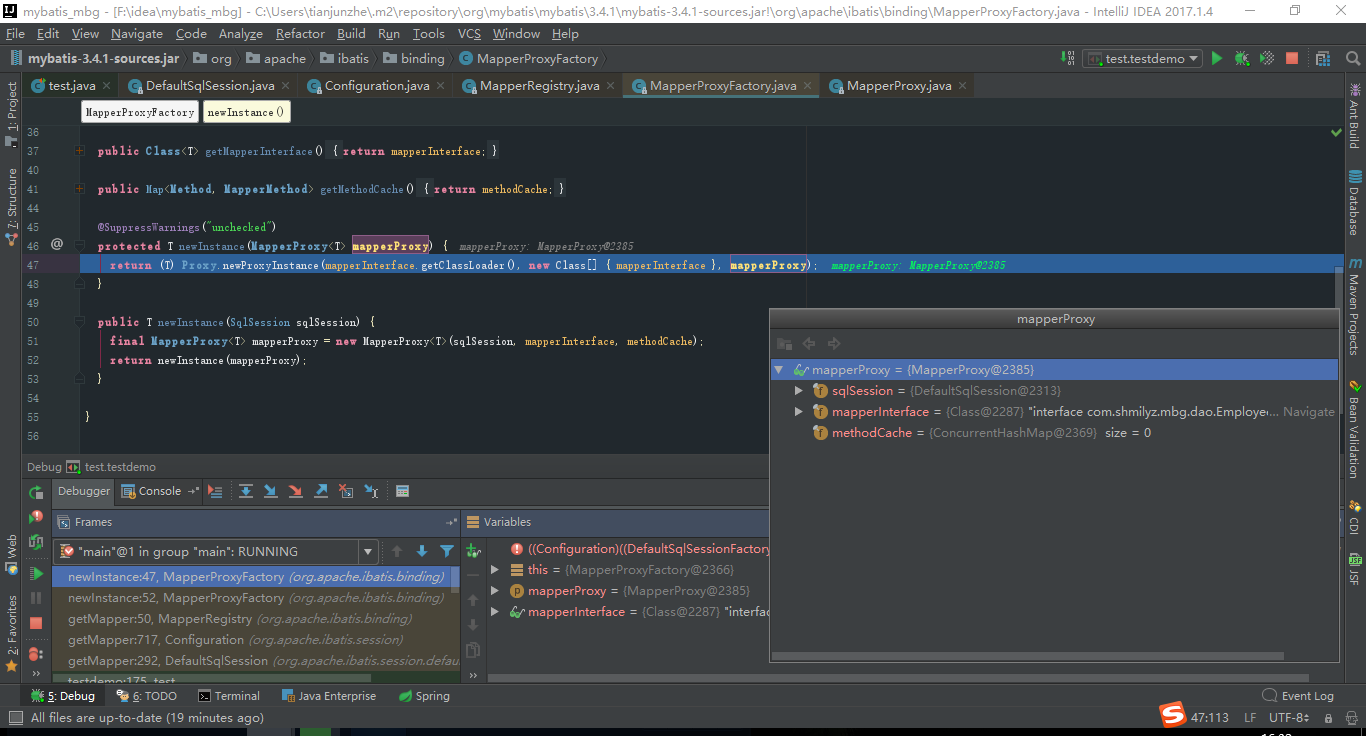 mybatis_mbg - [F:\idea\mybatis_mbg] - C:\Users\tianjunzhe\.m2\repository\org\mybatis\mybatis\3.4.1\mybatis-3.4.1-sources.jar!\org\apache\ibatis\binding\MapperProxyFactory.java - IntelliJ IDEA 2017.1.4
File Edit View Navigate Code Analyze Refactor Build Run Tools VCS Window Help
mybatis-3.4.1-sources.jar org apache ibatis binding MapperProxyFactory test.testdemo
test.java DefaultSqlSession.java Configuration.java MapperRegistry.java MapperProxyFactory.java MapperProxy.java
MapperProxyFactory newInstance()
36
37 public Class<T> getMapperInterface() { return mapperInterface; }
40
41 public Map<Method, MapperMethod> getMethodCache() { return methodCache; }
44
45 @SuppressWarnings("unchecked")
46 @ protected T newInstance(MapperProxy<T> mapperProxy) { mapperProxy: MapperProxy@2385
47 return (T) Proxy.newProxyInstance(mapperInterface.getClassLoader(), new Class[] { mapperInterface }, mapperProxy); mapperProxy: MapperProxy@2385
48 }
49
50 public T newInstance(SqlSession sqlSession) {
51 final MapperProxy<T> mapperProxy = new MapperProxy<T>(sqlSession, mapperInterface, methodCache);
52 return newInstance(mapperProxy);
53 }
54
55 }
56
mapperProxy
mapperProxy = {MapperProxy@2385}
sqlSession = {DefaultSqlSession@2313}
mapperInterface = {Class@2287} "interface com.shmilyz.mbg.dao.Employe... Navigate
methodCache = {ConcurrentHashMap@2369} size = 0
Debug test.testdemo
Debugger Console
Frames
"main"@1 in group "main": RUNNING
newInstance:47, MapperProxyFactory (org.apache.ibatis.binding)
newInstance:52, MapperProxyFactory (org.apache.ibatis.binding)
getMapper:50, MapperRegistry (org.apache.ibatis.binding)
getMapper:717, Configuration (org.apache.ibatis.session)
getMapper:292, DefaultSqlSession (org.apache.ibatis.session.defau
testdemo:175, test
Variables
((Configuration)((DefaultSqlSessionFactory
this = {MapperProxyFactory@2366}
mapperProxy = {MapperProxy@2385}
mapperInterface = {Class@2287} "interfac
1: Project
7: Structure
Web
2: Favorites
Ant Build
Database
Maven Projects
Bean Validation
CDI
JSF
5: Debug 6: TODO Terminal Java Enterprise Spring Event Log
All files are up-to-date (19 minutes ago) 47:113 LF UTF-8